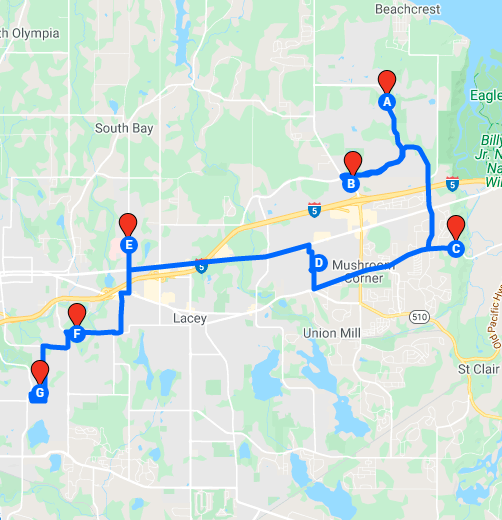 Beachcrest
th Olympia
A
Eagle
South Bay
Billy
Jr. N
Na
Wil
B
5
5
E
C
5
D
Mushroom
Corner
Lacey
510
F
Union Mill
Old Pacific Hwy
St Clair
G